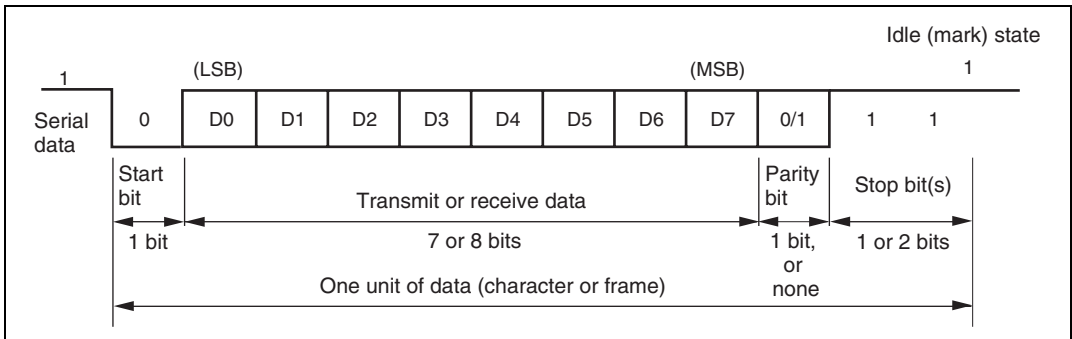 Idle (mark) state
1 (LSB) (MSB) 1
Serial data 0 D0 D1 D2 D3 D4 D5 D6 D7 0/1 1 1
Start bit
Transmit or receive data
Parity bit
Stop bit(s)
1 bit
7 or 8 bits
1 bit, or none
1 or 2 bits
One unit of data (character or frame)